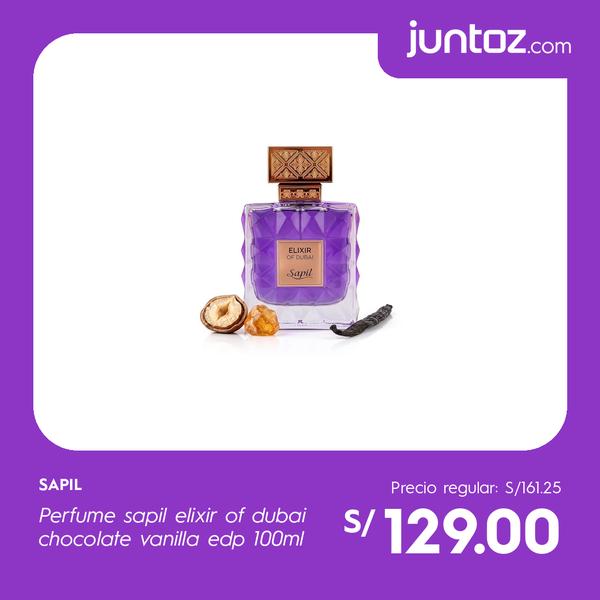 juntoz.com
ELIXIR
OF DUBAI
Sapil
SAPIL
Perfume sapil elixir of dubai
chocolate vanilla edp 100ml
Precio regular: S/161.25
S/129.00